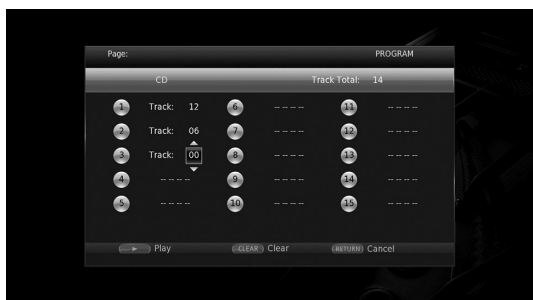 Page: PROGRAM
CD Track Total: 14
1 Track: 12 6 ---- 11 ----
2 Track: 06 7 ---- 12 ----
3 Track: 00 8 ---- 13 ----
4 ---- 9 ---- 14 ----
5 ---- 10 ---- 15 ----
Play CLEAR Clear RETURN Cancel